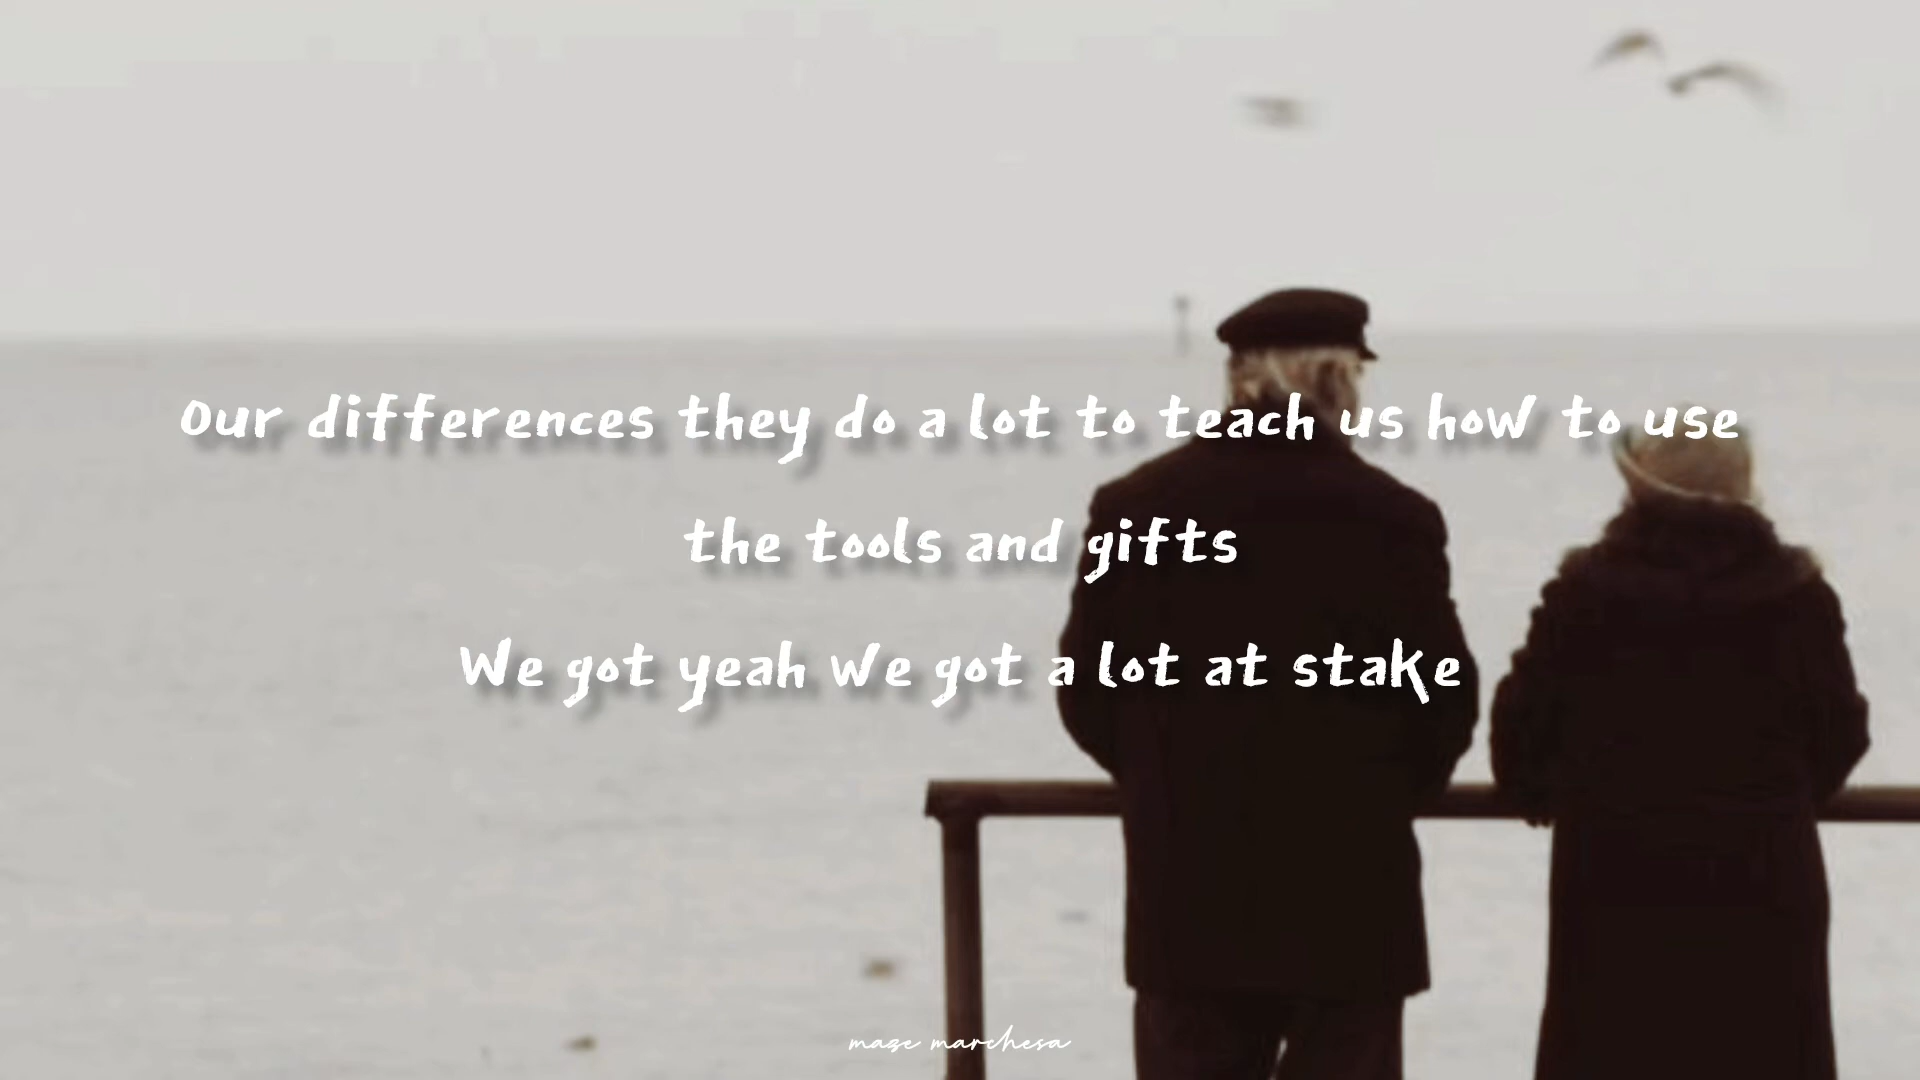 Our differences they do a lot to teach us how to use
the tools and gifts
We got yeah we got a lot at stake
maze marchesa